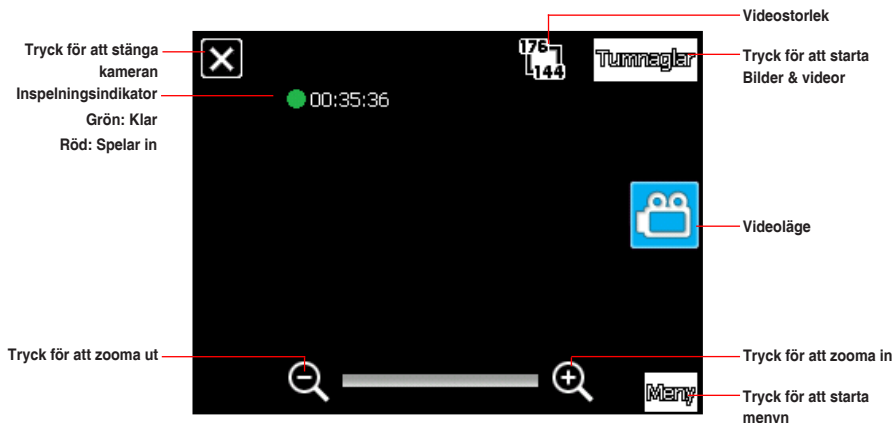 Videostorlek
Tryck för att stänga
kameran
176
144
Tumnaglar
Tryck för att starta
Bilder & videor
Inspelningsindikator
Grön: Klar
Röd: Spelar in
00:35:36
Videoläge
Tryck för att zooma ut
Tryck för att zooma in
Meny
Tryck för att starta
menyn